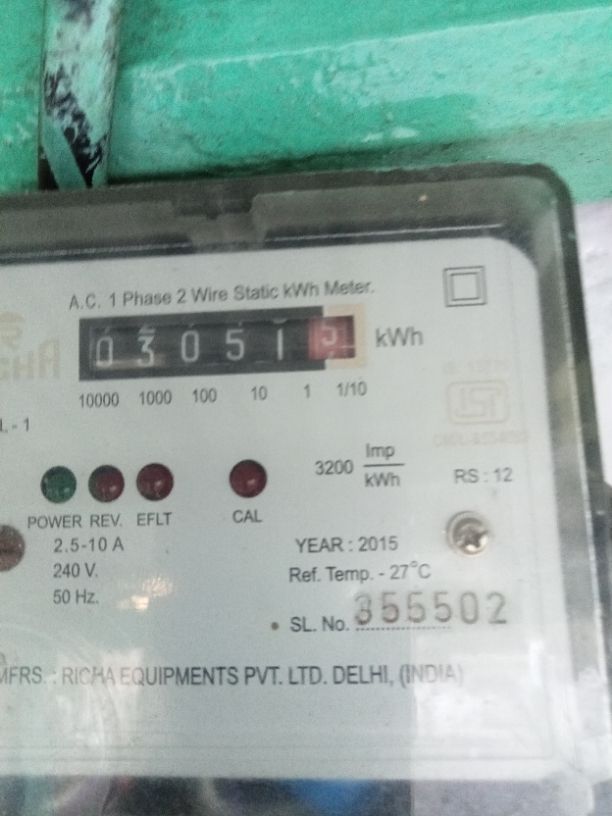 A.C. 1 Phase 2 Wire Static kWh Meter.
0 3 0 5 1 5 kWh
10000 1000 100 10 1 1/10
L - 1
3200 Imp/kWh
RS : 12
POWER REV. EFLT CAL
2.5-10 A
YEAR : 2015
240 V.
Ref. Temp. - 27°C
50 Hz.
SL. No. 355502
MFRS. : RICHA EQUIPMENTS PVT. LTD. DELHI, (INDIA)